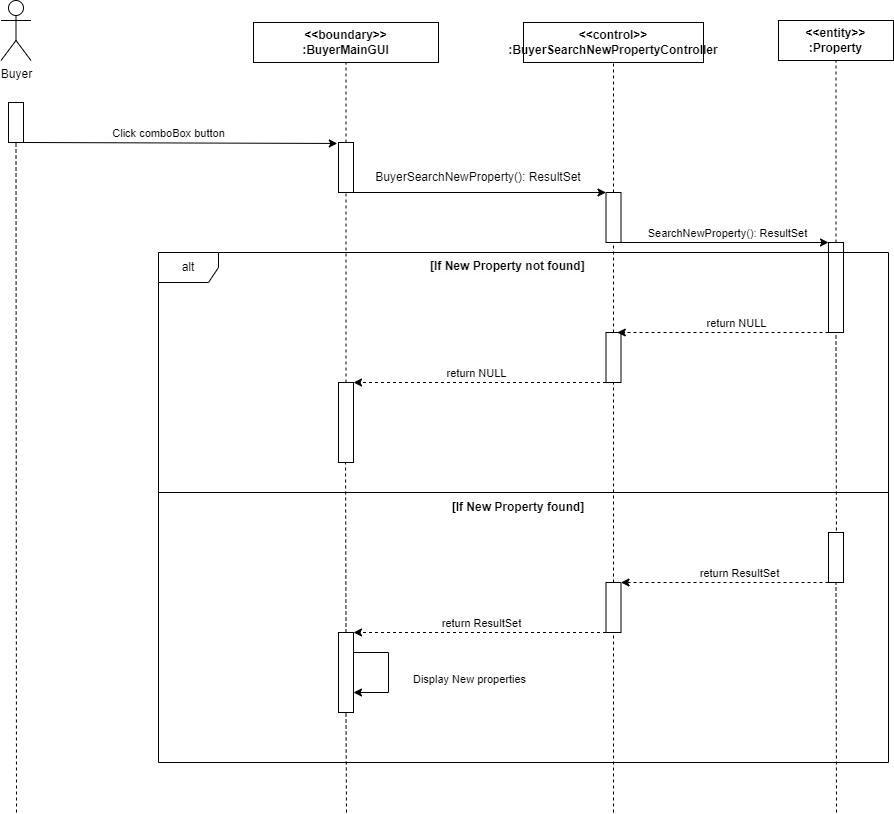 <<boundary>>
:BuyerMainGUI
<<control>>
:BuyerSearchNewPropertyController
<<entity>>
:Property
Buyer
Click comboBox button
BuyerSearchNewProperty(): ResultSet
SearchNewProperty(): ResultSet
alt
[If New Property not found]
return NULL
return NULL
[If New Property found]
return ResultSet
return ResultSet
Display New properties